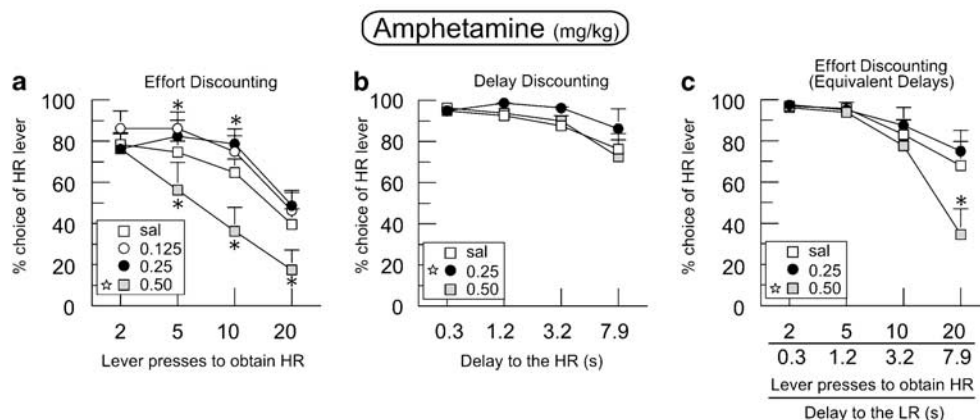 Amphetamine (mg/kg)
a
Effort Discounting
% choice of HR lever
100
80
60
40
20
0
*
*
*
*
*
sal
0.125
0.25
☆ 0.50
2 5 10 20
Lever presses to obtain HR
b
Delay Discounting
% choice of HR lever
100
80
60
40
20
0
sal
☆ 0.25
0.50
0.3 1.2 3.2 7.9
Delay to the HR (s)
c
Effort Discounting
(Equivalent Delays)
% choice of HR lever
100
80
60
40
20
0
*
sal
0.25
☆ 0.50
2 5 10 20
0.3 1.2 3.2 7.9
Lever presses to obtain HR
Delay to the LR (s)